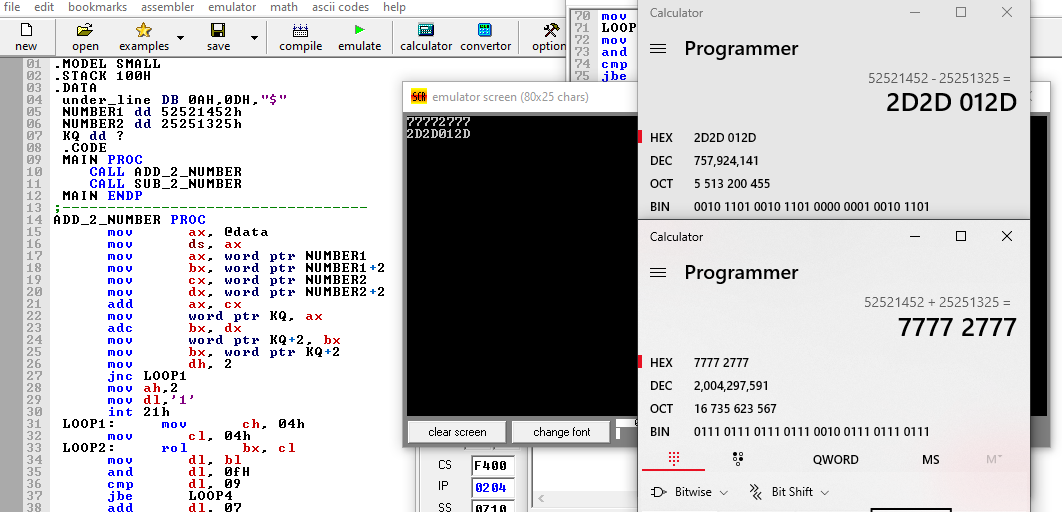 file edit bookmarks assembler emulator math ascii codes help
new open examples save compile emulate calculator convertor option
01 .MODEL SMALL
02 .STACK 100H
03 .DATA
04 under_line DB 0AH,0DH,"$"
05 NUMBER1 dd 52521452h
06 NUMBER2 dd 25251325h
07 KQ dd ?
08 .CODE
09 MAIN PROC
10 CALL ADD_2_NUMBER
11 CALL SUB_2_NUMBER
12 MAIN ENDP
13 ;--------------------------------------
14 ADD_2_NUMBER PROC
15 mov ax, @data
16 mov ds, ax
17 mov ax, word ptr NUMBER1
18 mov bx, word ptr NUMBER1+2
19 mov cx, word ptr NUMBER2
20 mov dx, word ptr NUMBER2+2
21 add ax, cx
22 mov word ptr KQ, ax
23 adc bx, dx
24 mov word ptr KQ+2, bx
25 mov bx, word ptr KQ+2
26 mov dh, 2
27 jnc LOOP1
28 mov ah,2
29 mov dl,'1'
30 int 21h
31 LOOP1: mov ch, 04h
32 mov cl, 04h
33 LOOP2: rol bx, cl
34 mov dl, bl
35 and dl, 0fH
36 cmp dl, 09
37 jbe LOOP4
38 add dl, 07
70 mov
71 LOOP
72 mov
73 and
74 cmp
75 jbe
emulator screen (80x25 chars)
77772777
2D2D012D
clear screen change font
CS F400
IP 0204
SS 0710
Calculator
Programmer
52521452 - 25251325 =
2D2D 012D
HEX 2D2D 012D
DEC 757,924,141
OCT 5 513 200 455
BIN 0010 1101 0010 1101 0000 0001 0010 1101
Calculator
Programmer
52521452 + 25251325 =
7777 2777
HEX 7777 2777
DEC 2,004,297,591
OCT 16 735 623 567
BIN 0111 0111 0111 0111 0010 0111 0111 0111
QWORD MS M
Bitwise Bit Shift